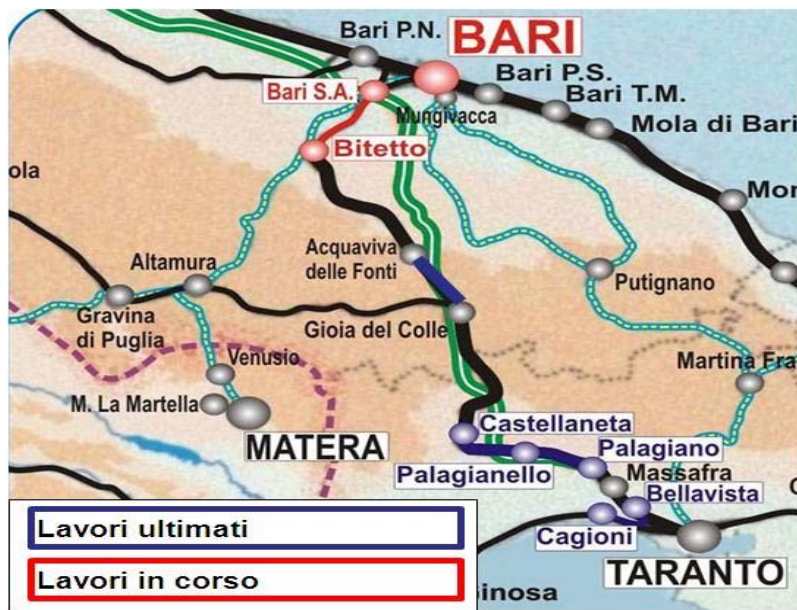 Bari P.N.
BARI
Bari S.A.
Bari P.S.
Bari T.M.
Mungivacca
Mola di Bari
Bitetto
ola
Mon
Acquaviva
delle Fonti
Altamura
Putignano
Gravina
di Puglia
Gioia del Colle
Venusio
Martina Fra
M. La Martella
MATERA
Castellaneta
Palagiano
Palagianello
Massafra
Bellavista
Cagioni
TARANTO
Lavori ultimati
Lavori in corso
inosa